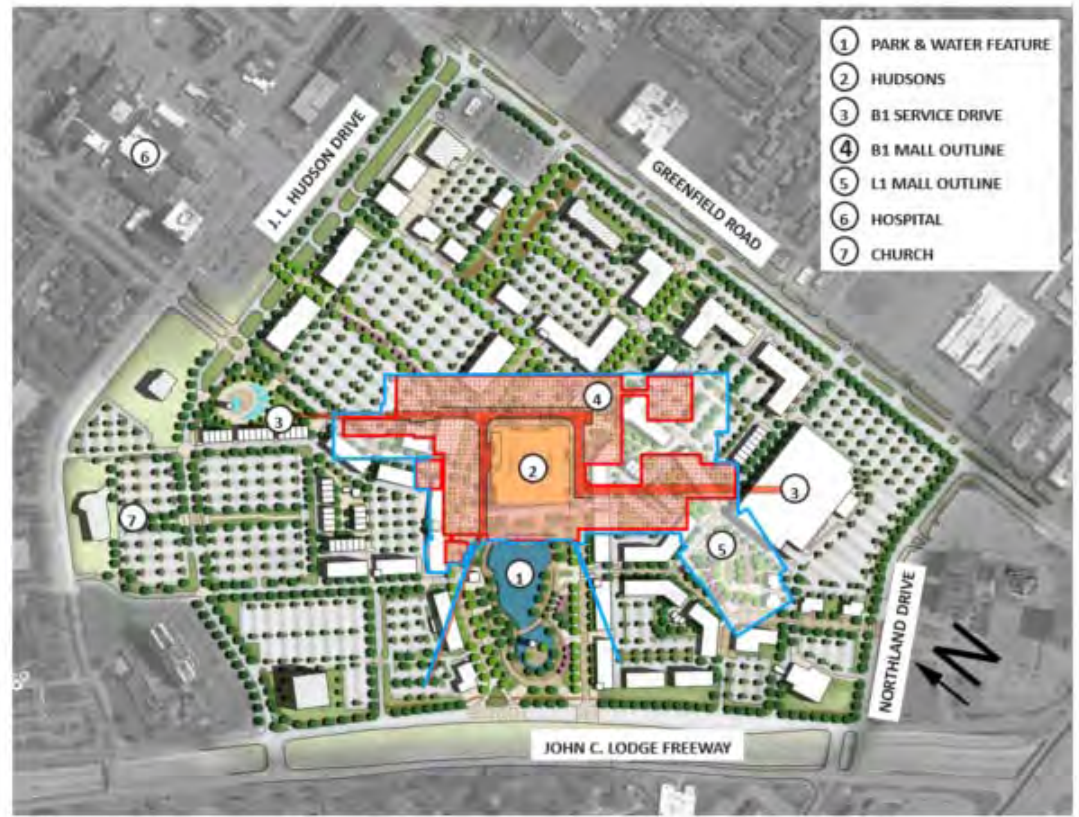 1 PARK & WATER FEATURE
2 HUDSONS
3 B1 SERVICE DRIVE
4 B1 MALL OUTLINE
5 L1 MALL OUTLINE
6 HOSPITAL
7 CHURCH
6
J. L. HUDSON DRIVE
GREENFIELD ROAD
4
3
2
3
7
5
1
NORTHLAND DRIVE
N
JOHN C. LODGE FREEWAY